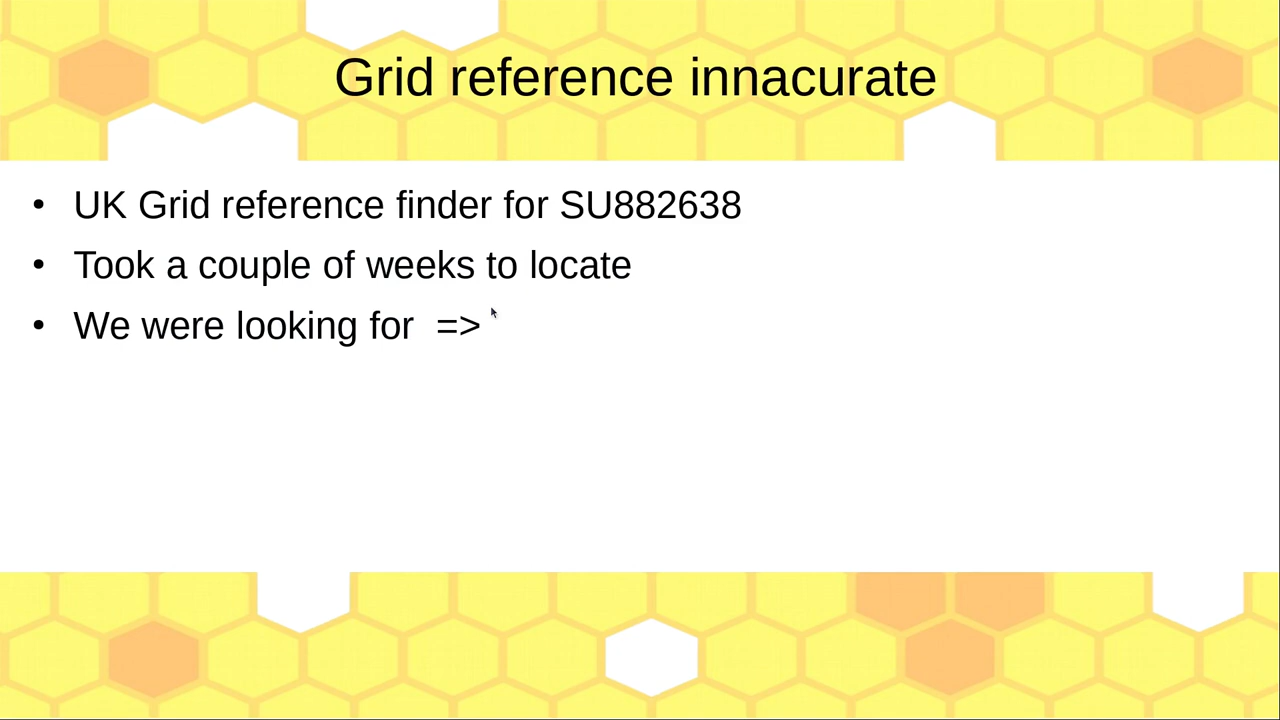 Grid reference innacurate
• UK Grid reference finder for SU882638
• Took a couple of weeks to locate
• We were looking for  =>